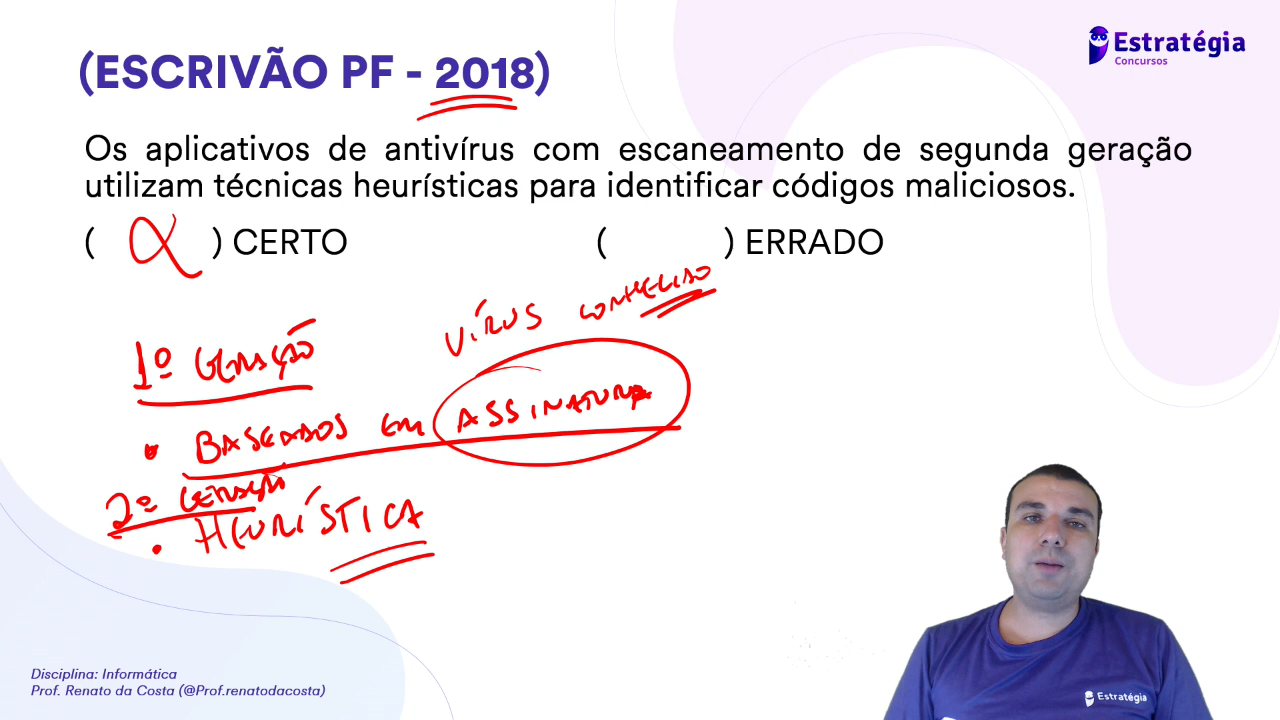 (ESCRIVÃO PF - 2018)
Estratégia
Concursos
Os aplicativos de antivírus com escaneamento de segunda geração
utilizam técnicas heurísticas para identificar códigos maliciosos.
( X ) CERTO ( ) ERRADO
VÍRUS CONHECIDO
1º GERAÇÃO
• BASEADOS EM ASSINATURA
2º GERAÇÃO
• HEURÍSTICA
Disciplina: Informática
Prof. Renato da Costa (@Prof.renatodacosta)
Estratégia